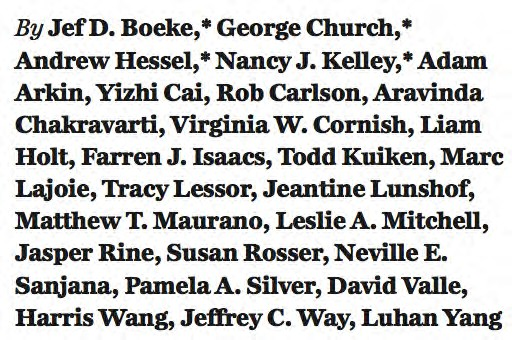 By Jef D. Boeke,* George Church,*
Andrew Hessel,* Nancy J. Kelley,* Adam
Arkin, Yizhi Cai, Rob Carlson, Aravinda
Chakravarti, Virginia W. Cornish, Liam
Holt, Farren J. Isaacs, Todd Kuiken, Marc
Lajoie, Tracy Lessor, Jeantine Lunshof,
Matthew T. Maurano, Leslie A. Mitchell,
Jasper Rine, Susan Rosser, Neville E.
Sanjana, Pamela A. Silver, David Valle,
Harris Wang, Jeffrey C. Way, Luhan Yang